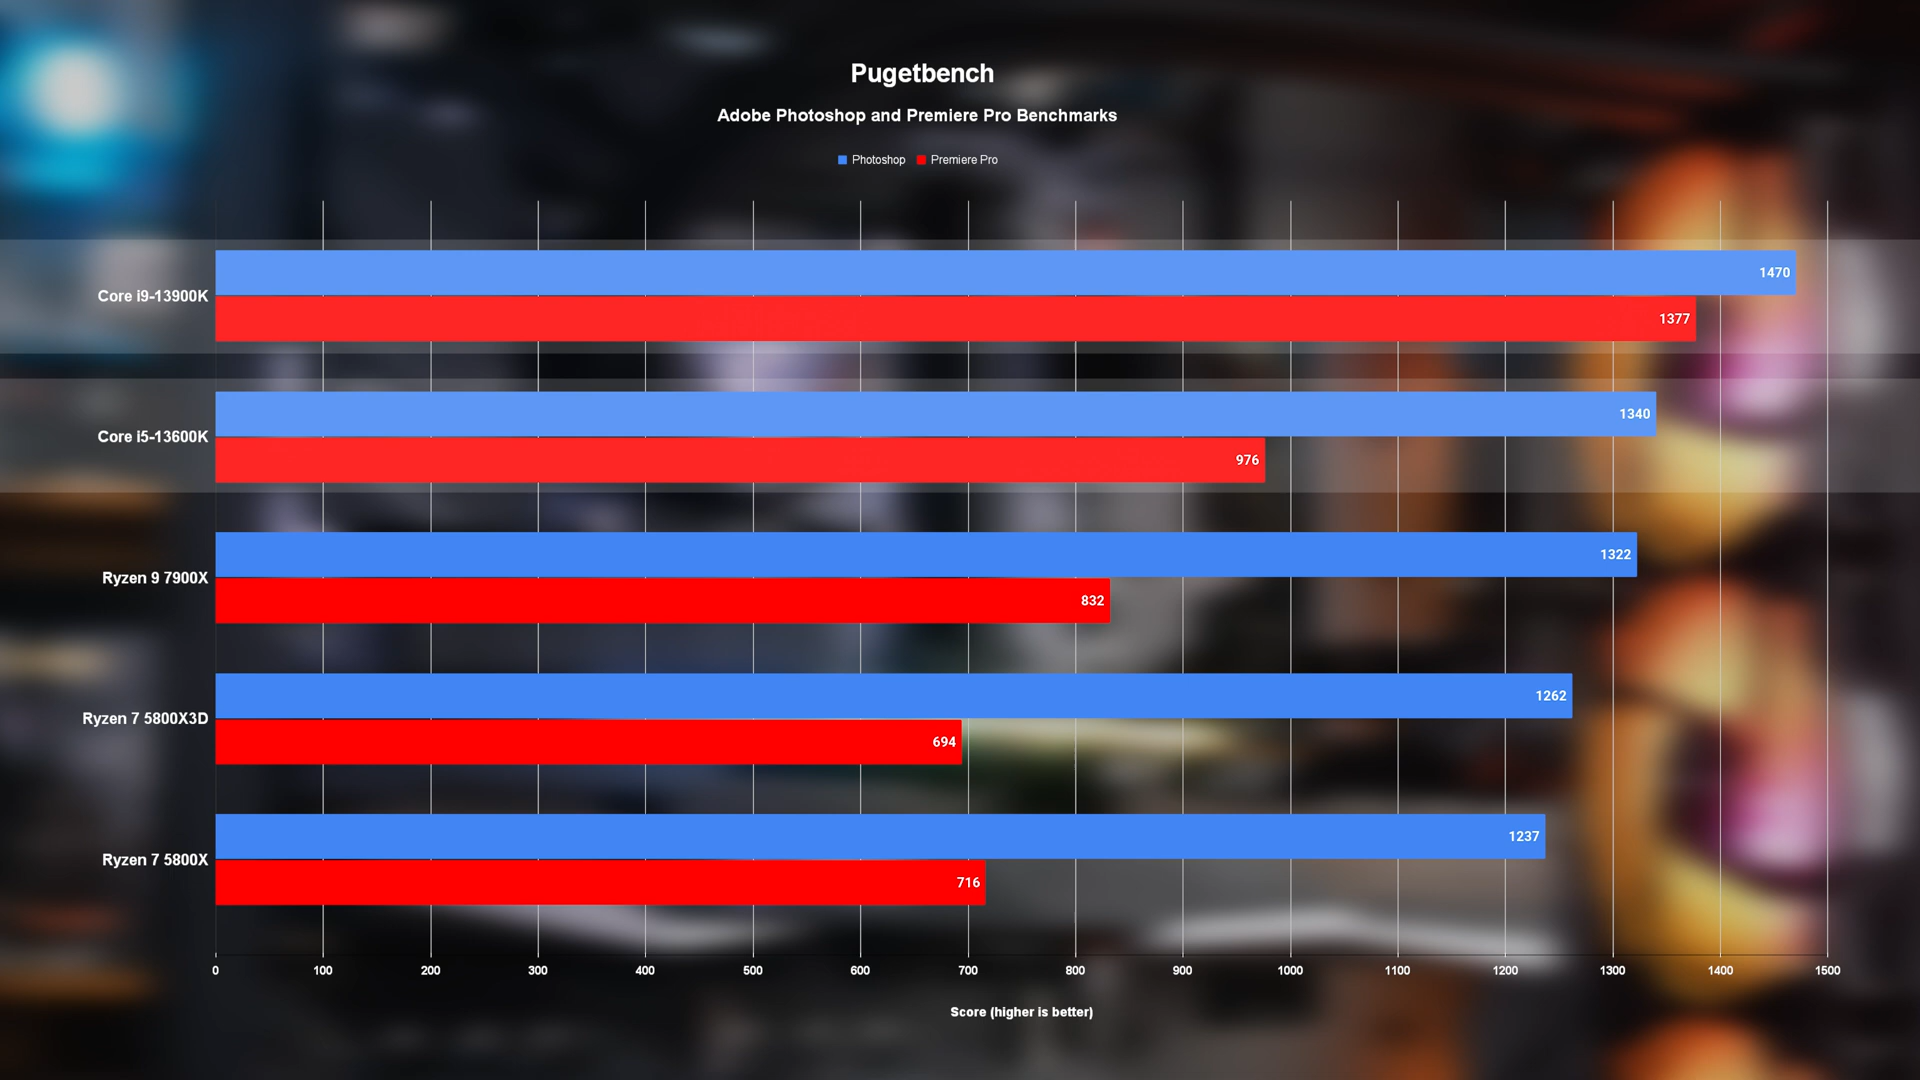 Pugetbench
Adobe Photoshop and Premiere Pro Benchmarks
Photoshop Premiere Pro
Core i9-13900K
1470
1377
Core i5-13600K
1340
976
Ryzen 9 7900X
1322
832
Ryzen 7 5800X3D
1262
694
Ryzen 7 5800X
1237
716
0 100 200 300 400 500 600 700 800 900 1000 1100 1200 1300 1400 1500
Score (higher is better)